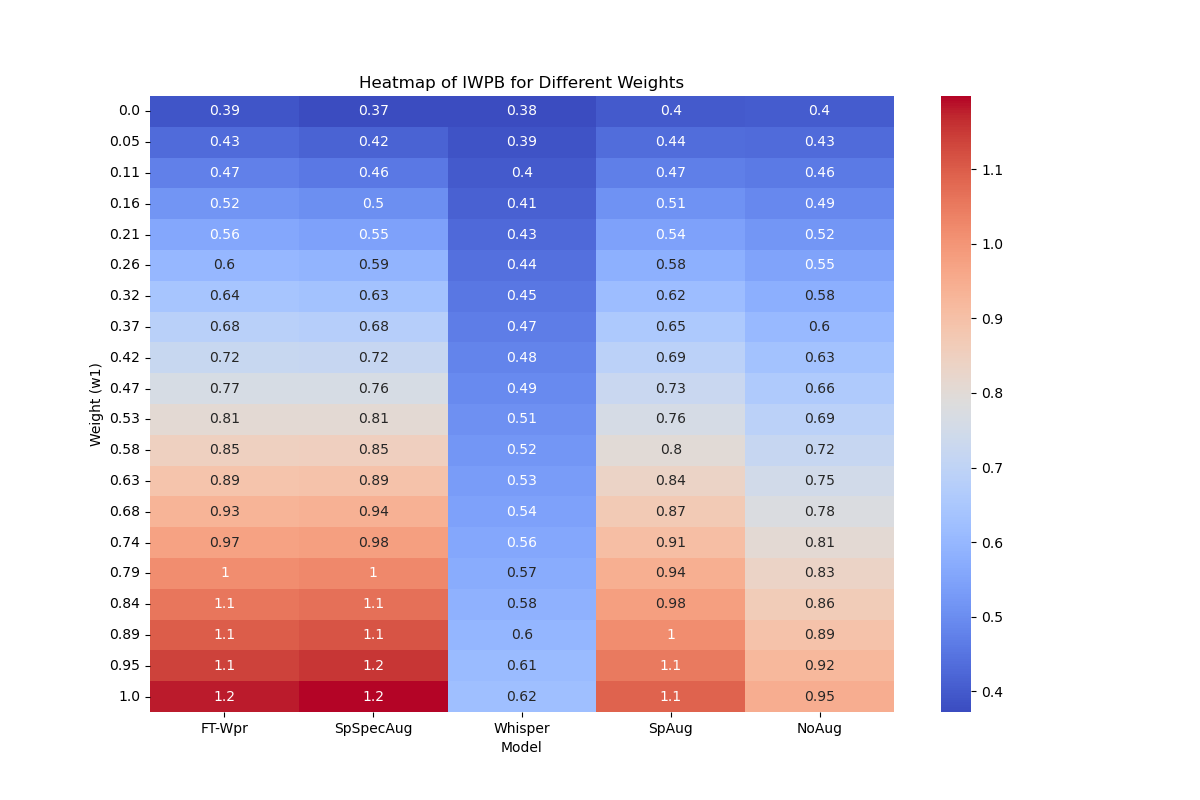 Heatmap of IWPB for Different Weights
0.0 0.39 0.37 0.38 0.4 0.4
0.05 0.43 0.42 0.39 0.44 0.43
0.11 0.47 0.46 0.4 0.47 0.46
0.16 0.52 0.5 0.41 0.51 0.49
0.21 0.56 0.55 0.43 0.54 0.52
0.26 0.6 0.59 0.44 0.58 0.55
0.32 0.64 0.63 0.45 0.62 0.58
0.37 0.68 0.68 0.47 0.65 0.6
0.42 0.72 0.72 0.48 0.69 0.63
0.47 0.77 0.76 0.49 0.73 0.66
0.53 0.81 0.81 0.51 0.76 0.69
0.58 0.85 0.85 0.52 0.8 0.72
0.63 0.89 0.89 0.53 0.84 0.75
0.68 0.93 0.94 0.54 0.87 0.78
0.74 0.97 0.98 0.56 0.91 0.81
0.79 1 1 0.57 0.94 0.83
0.84 1.1 1.1 0.58 0.98 0.86
0.89 1.1 1.1 0.6 1 0.89
0.95 1.1 1.2 0.61 1.1 0.92
1.0 1.2 1.2 0.62 1.1 0.95
FT-Wpr SpSpecAug Whisper SpAug NoAug
Model
Weight (w1)
1.1
1.0
0.9
0.8
0.7
0.6
0.5
0.4